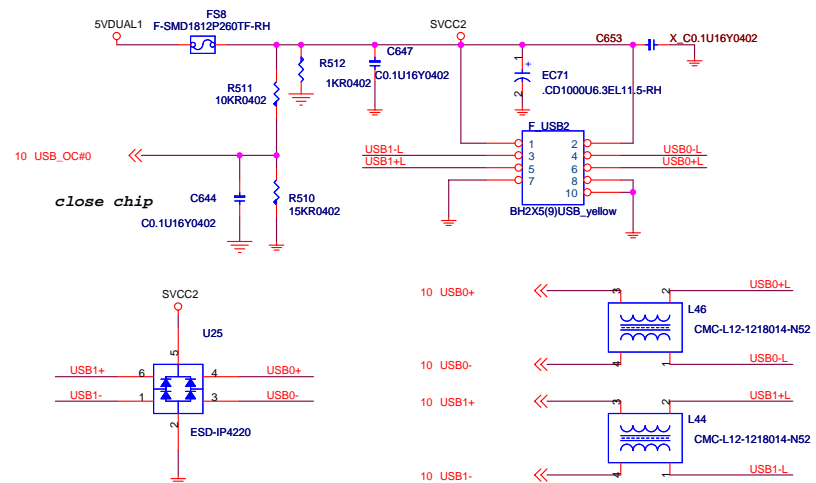 FS8
F-SMD1812P260TF-RH
5VDUAL1
SVCC2
C653
X_C0.1U16Y0402
C647
C0.1U16Y0402
R512
1KR0402
R511
10KR0402
1
+
2
EC71
.CD1000U6.3EL11.5-RH
F_USB2
1 2
3 4
5 6
7 8
10
BH2X5(9)USB_yellow
USB1-L
USB1+L
USB0-L
USB0+L
10 USB_OC#0
close chip
C644
C0.1U16Y0402
R510
15KR0402
SVCC2
U25
5
USB1+ 6 4 USB0+
USB1- 1 3 USB0-
2
ESD-IP4220
10 USB0+ 3 2 USB0+L
L46
CMC-L12-1218014-N52
10 USB0- 4 1 USB0-L
10 USB1+ 3 2 USB1+L
L44
CMC-L12-1218014-N52
10 USB1- 4 1 USB1-L